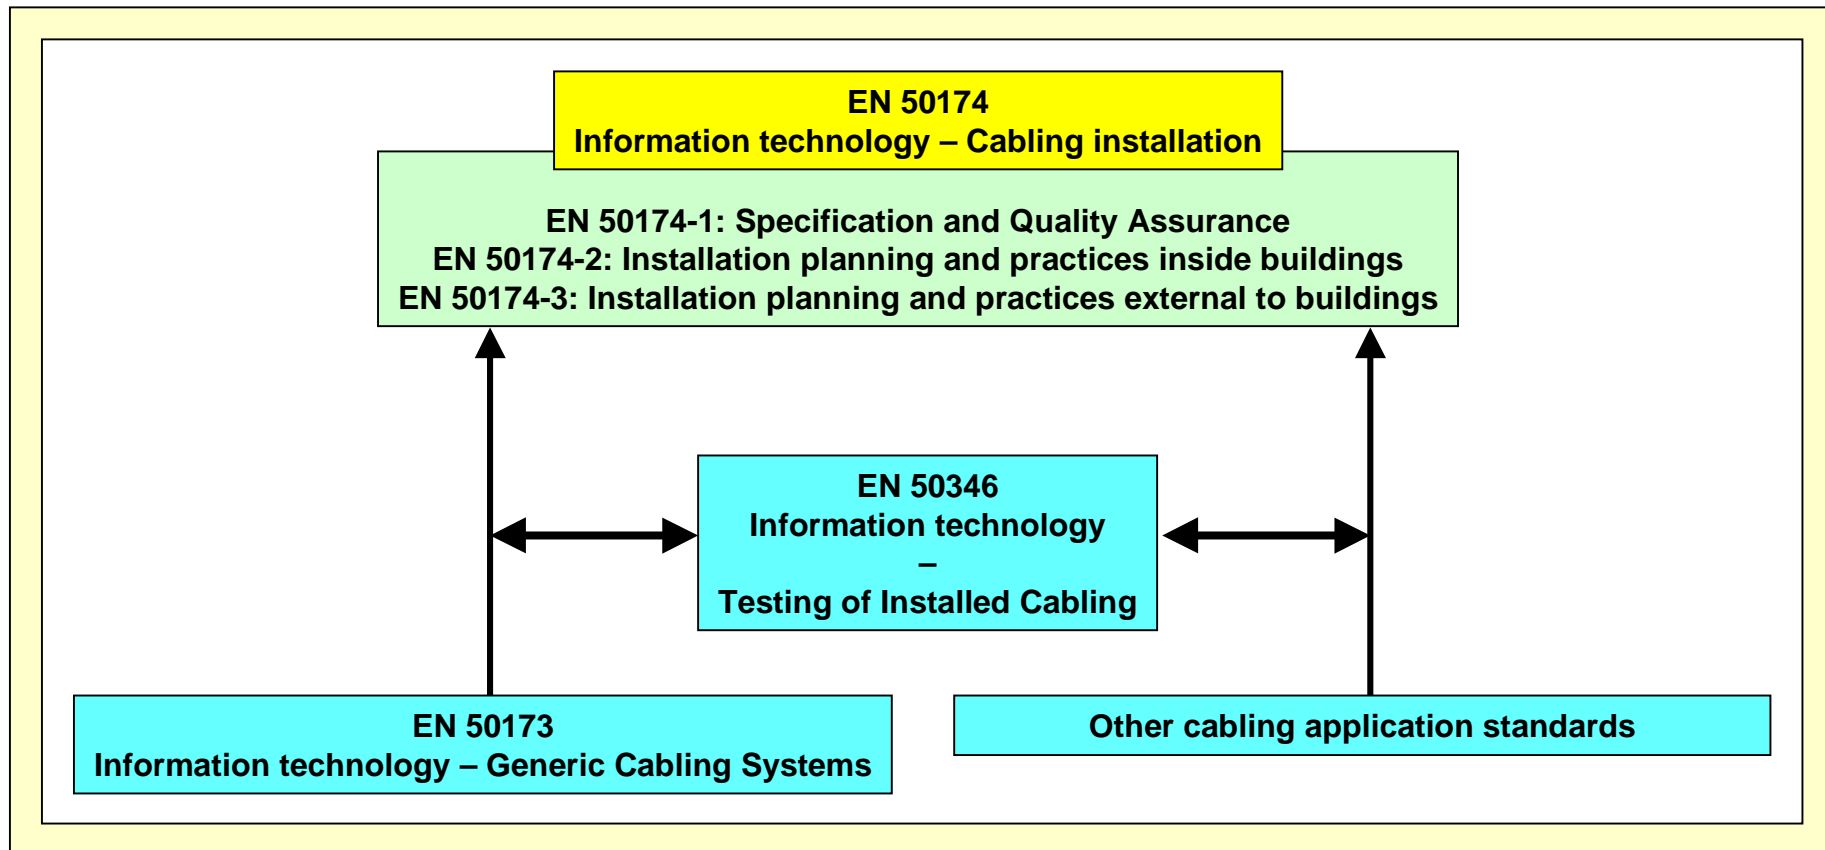 EN 50174
Information technology – Cabling installation
EN 50174-1: Specification and Quality Assurance
EN 50174-2: Installation planning and practices inside buildings
EN 50174-3: Installation planning and practices external to buildings
EN 50346
Information technology
–
Testing of Installed Cabling
EN 50173
Information technology – Generic Cabling Systems
Other cabling application standards